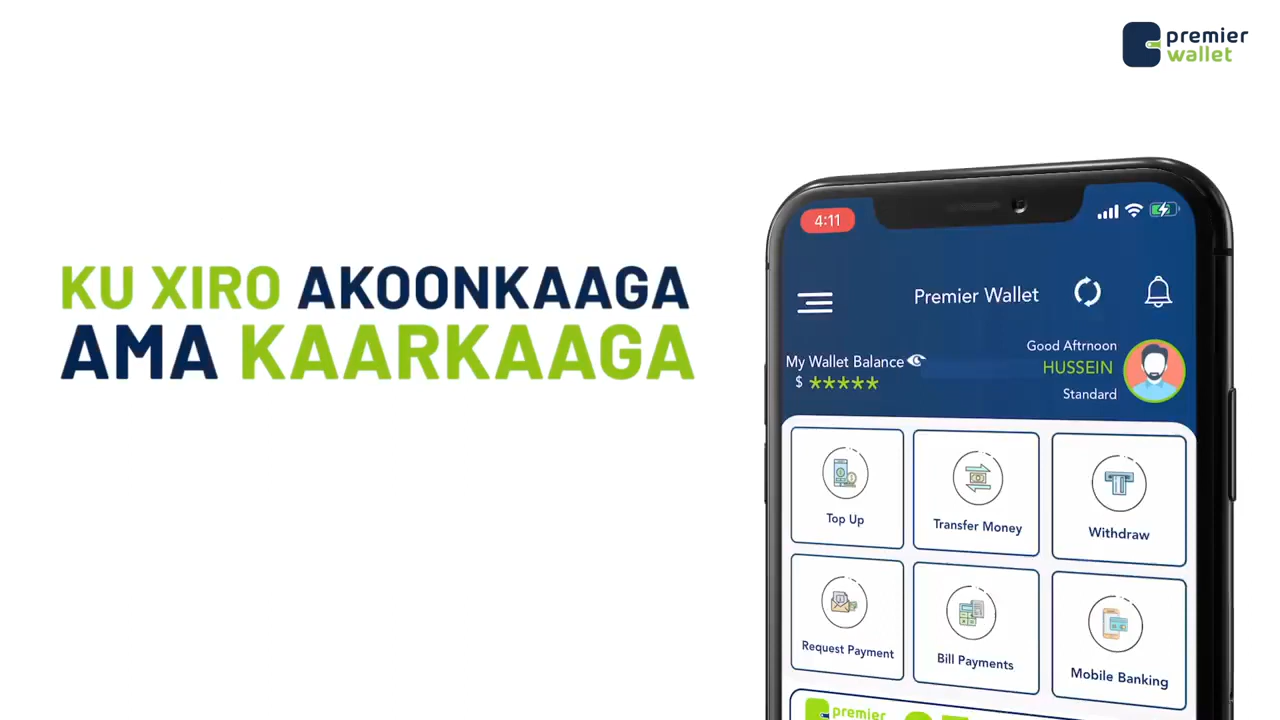 premier
wallet
KU XIRO AKOONKAAGA
AMA KAARKAAGA
4:11
Premier Wallet
My Wallet Balance
$ *****
Good Aftrnoon
HUSSEIN
Standard
Top Up
Transfer Money
Withdraw
Request Payment
Bill Payments
Mobile Banking
premier